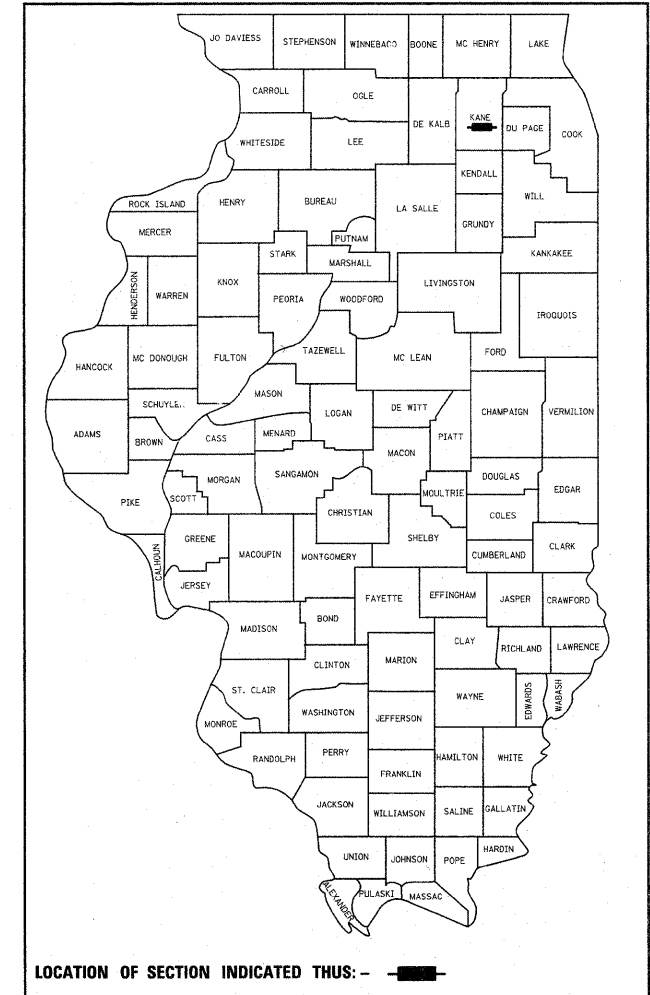 JO DAVIESS STEPHENSON WINNEBAGO BOONE MC HENRY LAKE
CARROLL OGLE
DE KALB KANE DU PAGE COOK
WHITESIDE LEE
KENDALL
ROCK ISLAND HENRY BUREAU LA SALLE WILL
MERCER PUTNAM GRUNDY
STARK MARSHALL KANKAKEE
HENDERSON WARREN KNOX PEORIA WOODFORD LIVINGSTON
IROQUOIS
HANCOCK MC DONOUGH FULTON TAZEWELL MC LEAN FORD
MASON
SCHUYLE
ADAMS BROWN CASS MENARD LOGAN DE WITT PIATT CHAMPAIGN VERMILION
MACON
PIKE SCOTT MORGAN SANGAMON CHRISTIAN MOULTRIE DOUGLAS EDGAR
COLES
CALHOUN GREENE MACOUPIN MONTGOMERY SHELBY CUMBERLAND CLARK
JERSEY FAYETTE EFFINGHAM JASPER CRAWFORD
MADISON BOND
CLAY RICHLAND LAWRENCE
CLINTON MARION
ST. CLAIR WAYNE EDWARDS WABASH
MONROE WASHINGTON JEFFERSON
RANDOLPH PERRY HAMILTON WHITE
FRANKLIN
JACKSON WILLIAMSON SALINE GALLATIN
UNION JOHNSON POPE HARDIN
ALEXANDER PULASKI MASSAC
LOCATION OF SECTION INDICATED THUS: -